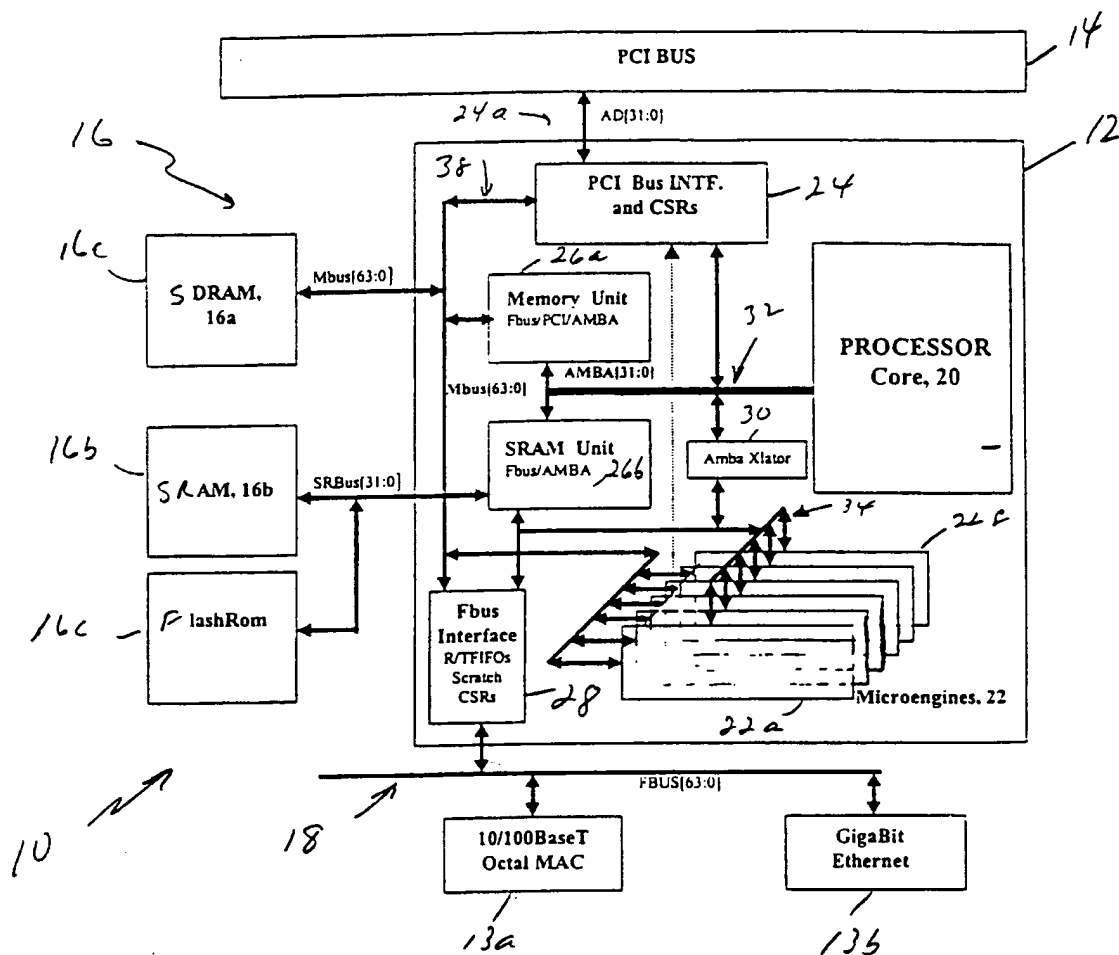 PCI BUS
14
24a
AD[31:0]
16
12
38
PCI Bus INTF.
and CSRs
24
16c
S DRAM,
16a
Mbus[63:0]
26a
Memory Unit
Fbus/PCI/AMBA
32
PROCESSOR
Core, 20
Mbus[63:0]
AMBA[31:0]
30
Amba Xlator
16b
SRAM, 16b
SRBus[31:0]
SRAM Unit
Fbus/AMBA
26b
34
16c
FlashRom
Fbus
Interface
R/TFIFOs
Scratch
CSRs
28
Microengines, 22
22a
10
18
FBUS[63:0]
10/100BaseT
Octal MAC
GigaBit
Ethernet
13a
13b